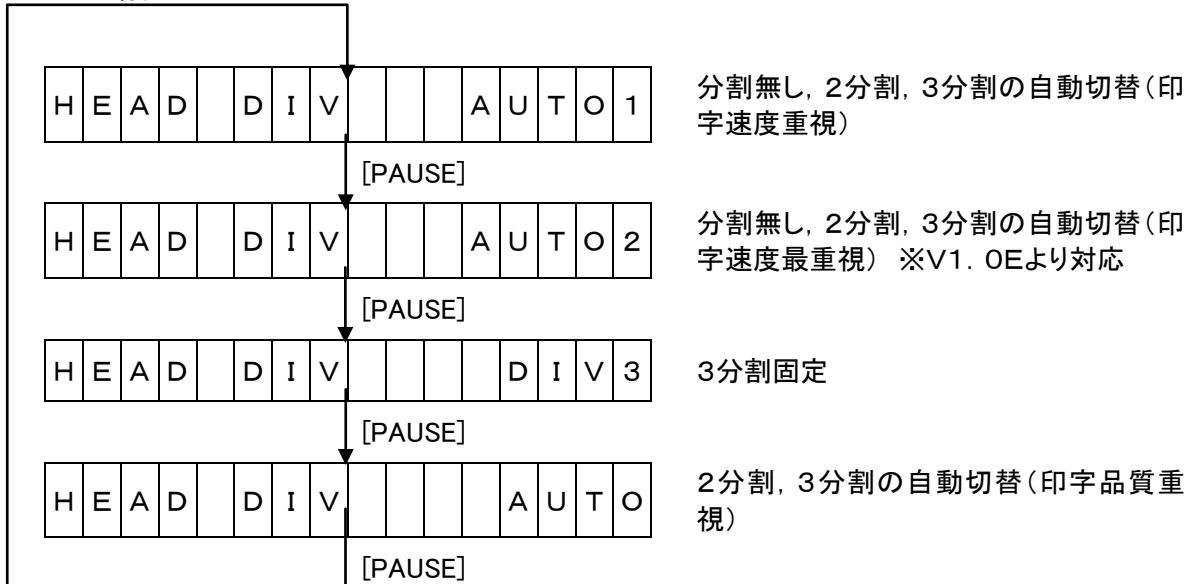 HEAD DIV   AUTO1
分割無し，2分割，3分割の自動切替（印
字速度重視）
[PAUSE]
HEAD DIV   AUTO2
分割無し，2分割，3分割の自動切替（印
字速度最重視） ※V1．0Eより対応
[PAUSE]
HEAD DIV    DIV3
3分割固定
[PAUSE]
HEAD DIV    AUTO
2分割，3分割の自動切替（印字品質重
視）
[PAUSE]